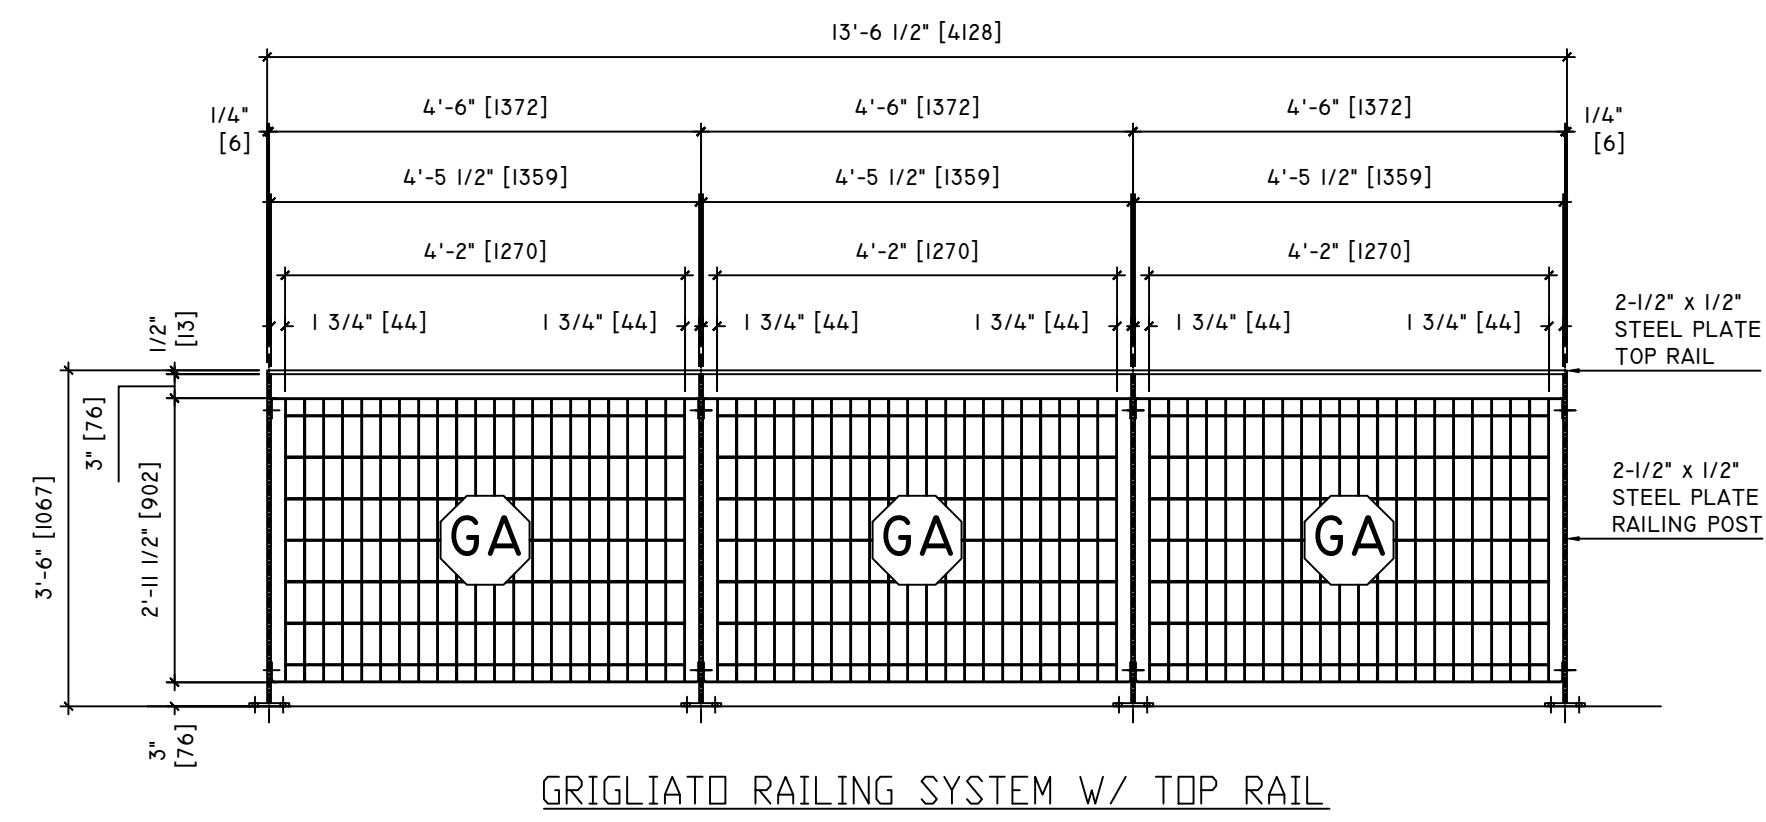 13'-6 1/2" [4128]
4'-6" [1372] 4'-6" [1372] 4'-6" [1372]
1/4"
[6]
1/4"
[6]
4'-5 1/2" [1359] 4'-5 1/2" [1359] 4'-5 1/2" [1359]
4'-2" [1270] 4'-2" [1270] 4'-2" [1270]
1 3/4" [44] 1 3/4" [44] 1 3/4" [44] 1 3/4" [44] 1 3/4" [44] 1 3/4" [44]
1/2"
[13]
2-1/2" x 1/2"
STEEL PLATE
TOP RAIL
3" [76]
3'-6" [1067]
2'-11 1/2" [902]
GA GA GA
2-1/2" x 1/2"
STEEL PLATE
RAILING POST
3"
[76]
GRIGLIATO RAILING SYSTEM W/ TOP RAIL